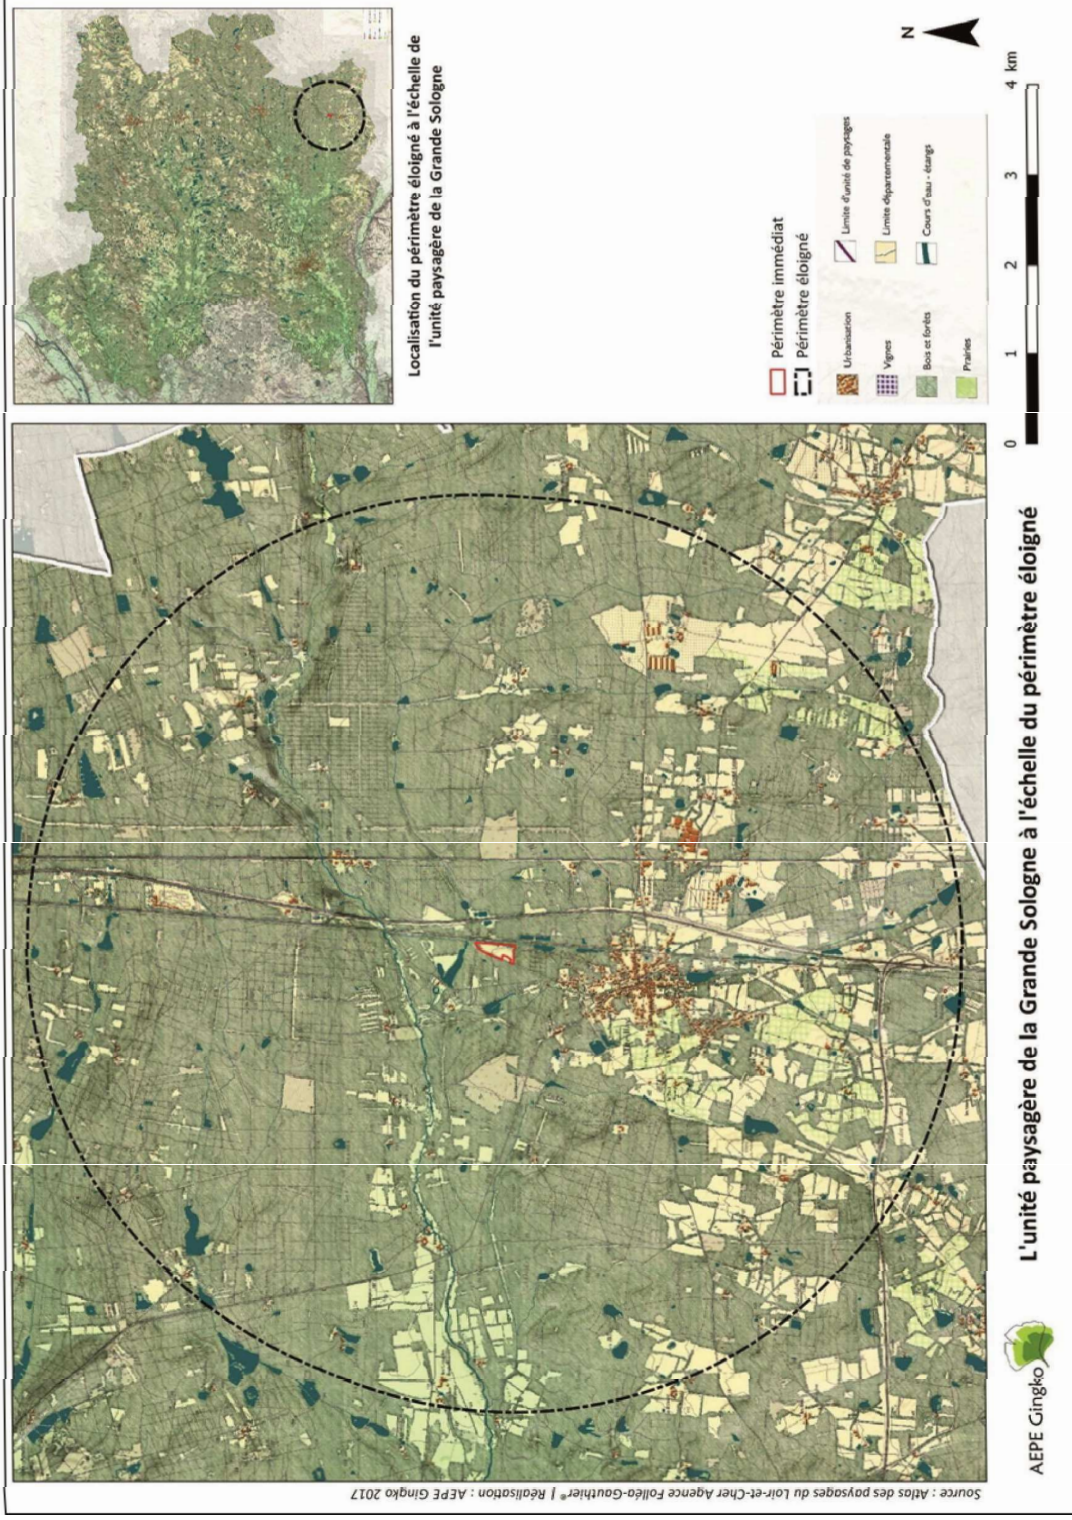 Localisation du périmètre éloigné à l'échelle de
l'unité paysagère de la Grande Sologne
N
Périmètre immédiat
Périmètre éloigné
Urbanisation
Vignes
Bois et forêts
Prairies
Limite d'unité de paysages
Limite départementale
Cours d'eau - étangs
0 1 2 3 4 km
L'unité paysagère de la Grande Sologne à l'échelle du périmètre éloigné
AEPE Gingko
Source : Atlas des paysages du Loir-et-Cher Agence Folléa-Gauthier® | Réalisation : AEPE Gingko 2017